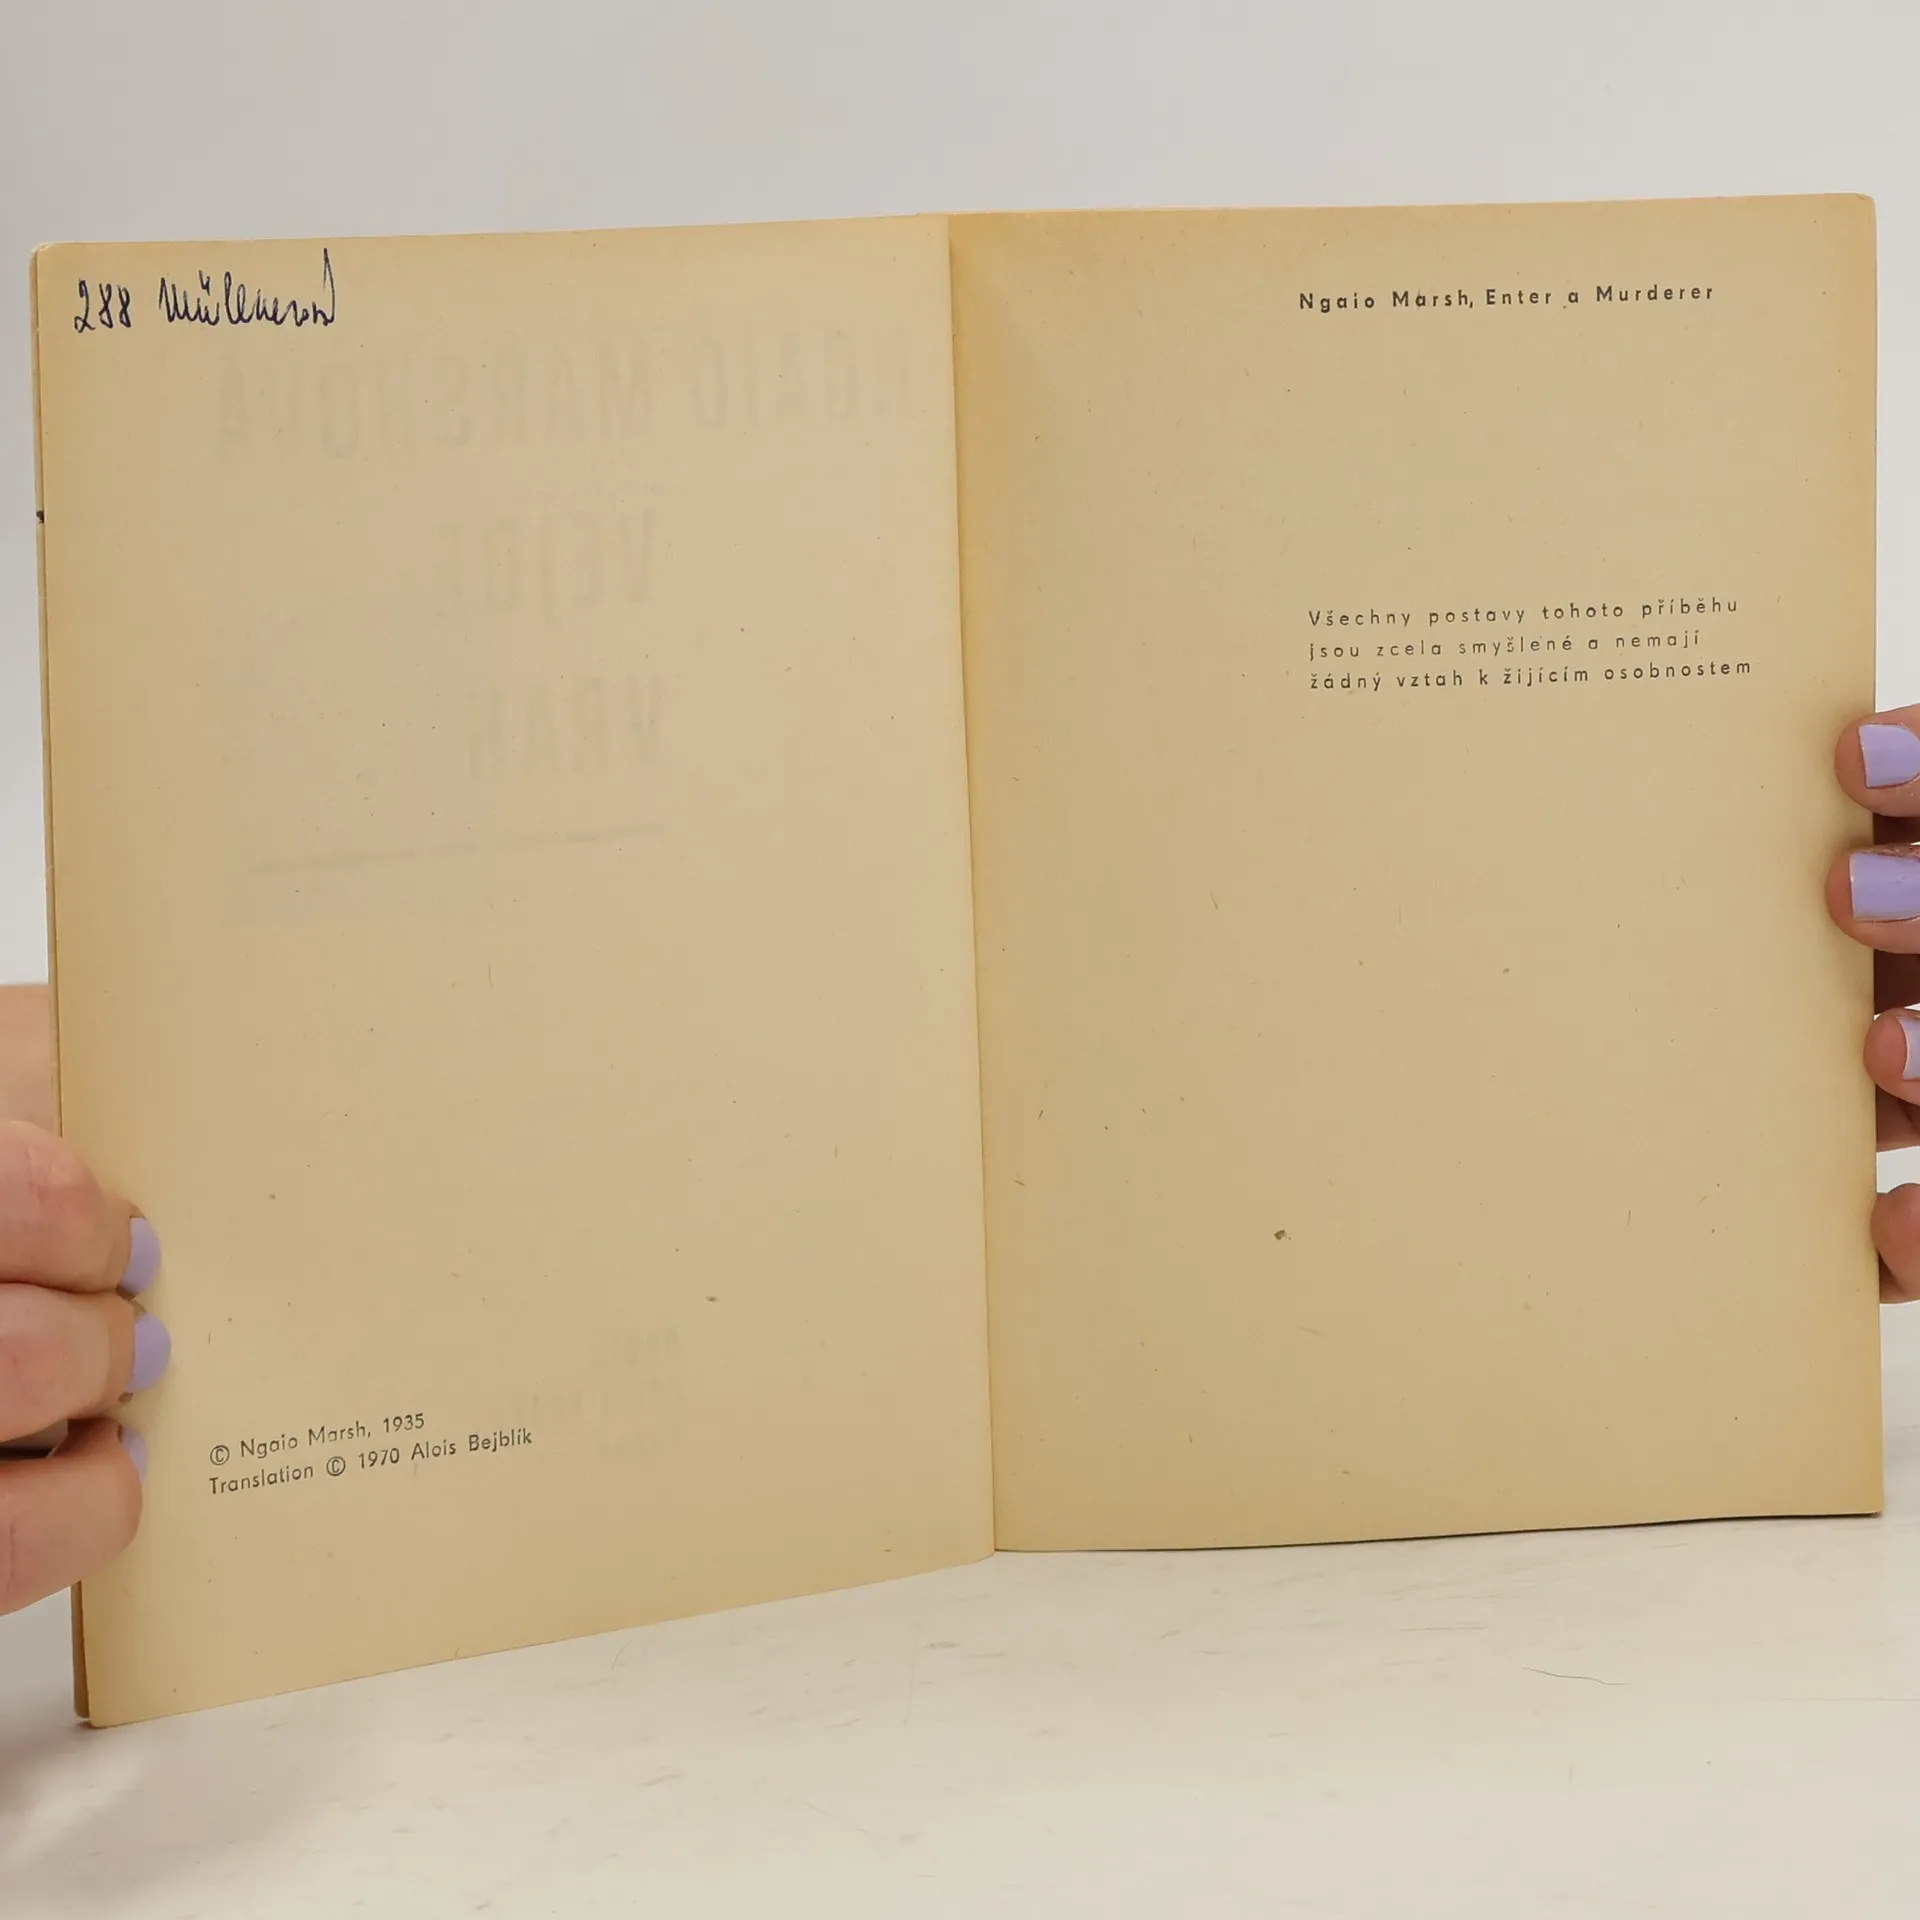 288 Müllerová
© Ngaio Marsh, 1935
Translation © 1970 Alois Bejblík
Ngaio Marsh, Enter a Murderer
Všechny postavy tohoto příběhu
jsou zcela smyšlené a nemají
žádný vztah k žijícím osobnostem